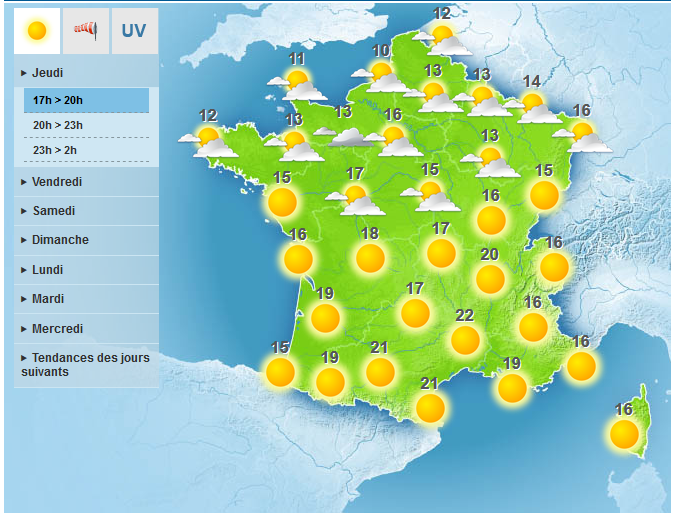 UV
Jeudi
17h > 20h
20h > 23h
23h > 2h
Vendredi
Samedi
Dimanche
Lundi
Mardi
Mercredi
Tendances des jours
suivants
12
11
10
13
13
14
12
13
13
16
13
16
15
17
15
16
15
16
18
17
20
16
19
17
22
16
15
19
21
21
19
16
16